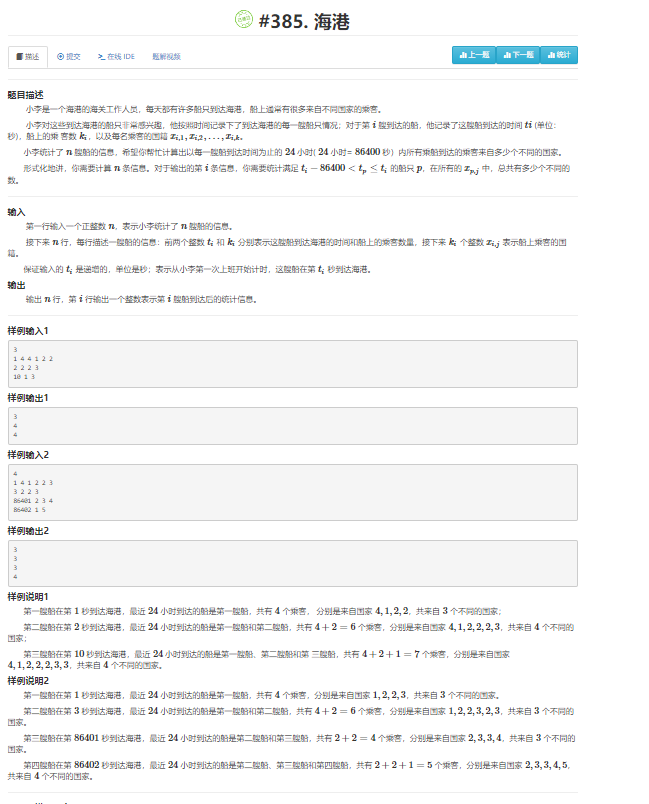 #385. 海港
描述 提交 在线 IDE 题解视频 上一题 下一题 统计
题目描述
小李是一个海港的海关工作人员，每天都有许多船只到达海港，船上通常有很多来自不同国家的乘客。
小李对这些到达海港的船只非常感兴趣，他按照时间记录下了到达海港的每一艘船只情况；对于第 i 艘到达的船，他记录了这艘船到达的时间 ti (单位：
秒)，船上的乘 客数 k_i，以及每名乘客的国籍 x_{i,1}, x_{i,2}, . . . , x_{i,k}。
小李统计了 n 艘船的信息，希望你帮忙计算出以每一艘船到达时间为止的 24 小时( 24 小时= 86400 秒）内所有乘船到达的乘客来自多少个不同的国家。
形式化地讲，你需要计算 n 条信息。对于输出的第 i 条信息，你需要统计满足 t_i − 86400 < t_p ≤ t_i 的船只 p，在所有的 x_{p,j} 中，总共有多少个不同的
数。
输入
第一行输入一个正整数 n，表示小李统计了 n 艘船的信息。
接下来 n 行，每行描述一艘船的信息：前两个整数 t_i 和 k_i 分别表示这艘船到达海港的时间和船上的乘客数量，接下来 k_i 个整数 x_{i,j} 表示船上乘客的国
籍。
保证输入的 t_i 是递增的，单位是秒；表示从小李第一次上班开始计时，这艘船在第 t_i 秒到达海港。
输出
输出 n 行，第 i 行输出一个整数表示第 i 艘船到达后的统计信息。
样例输入1
3
1 4 4 1 2 2
2 2 2 3
10 1 3
样例输出1
3
4
4
样例输入2
4
1 4 1 2 2 3
3 2 2 3
86401 2 3 4
86402 1 5
样例输出2
3
3
3
4
样例说明1
第一艘船在第 1 秒到达海港，最近 24 小时到达的船是第一艘船，共有 4 个乘客， 分别是来自国家 4, 1, 2, 2，共来自 3 个不同的国家；
第二艘船在第 2 秒到达海港，最近 24 小时到达的船是第一艘船和第二艘船，共有 4 + 2 = 6 个乘客，分别是来自国家 4, 1, 2, 2, 2, 3，共来自 4 个不同的
国家；
第三艘船在第 10 秒到达海港，最近 24 小时到达的船是第一艘船、第二艘船和第 三艘船，共有 4 + 2 + 1 = 7 个乘客，分别是来自国家
4, 1, 2, 2, 2, 3, 3，共来自 4 个不同的国家。
样例说明2
第一艘船在第 1 秒到达海港，最近 24 小时到达的船是第一艘船，共有 4 个乘客，分别是来自国家 1, 2, 2, 3，共来自 3 个不同的国家。
第二艘船在第 3 秒到达海港，最近 24 小时到达的船是第一艘船和第二艘船，共有 4 + 2 = 6 个乘客，分别是来自国家 1, 2, 2, 3, 2, 3，共来自 3 个不同的
国家。
第三艘船在第 86401 秒到达海港，最近 24 小时到达的船是第二艘船和第三艘船，共有 2 + 2 = 4 个乘客，分别是来自国家 2, 3, 3, 4，共来自 3 个不同的
国家。
第四艘船在第 86402 秒到达海港，最近 24 小时到达的船是第二艘船、第三艘船和第四艘船，共有 2 + 2 + 1 = 5 个乘客，分别是来自国家 2, 3, 3, 4, 5，
共来自 4 个不同的国家。